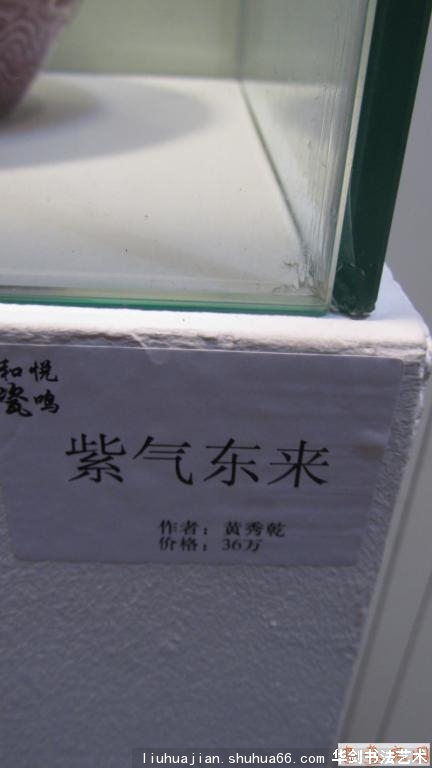 和悦
瓷鸣
紫气东来
作者：黄秀乾
价格：36万
liuhuajian.shuhua66.com 华剑书法艺术